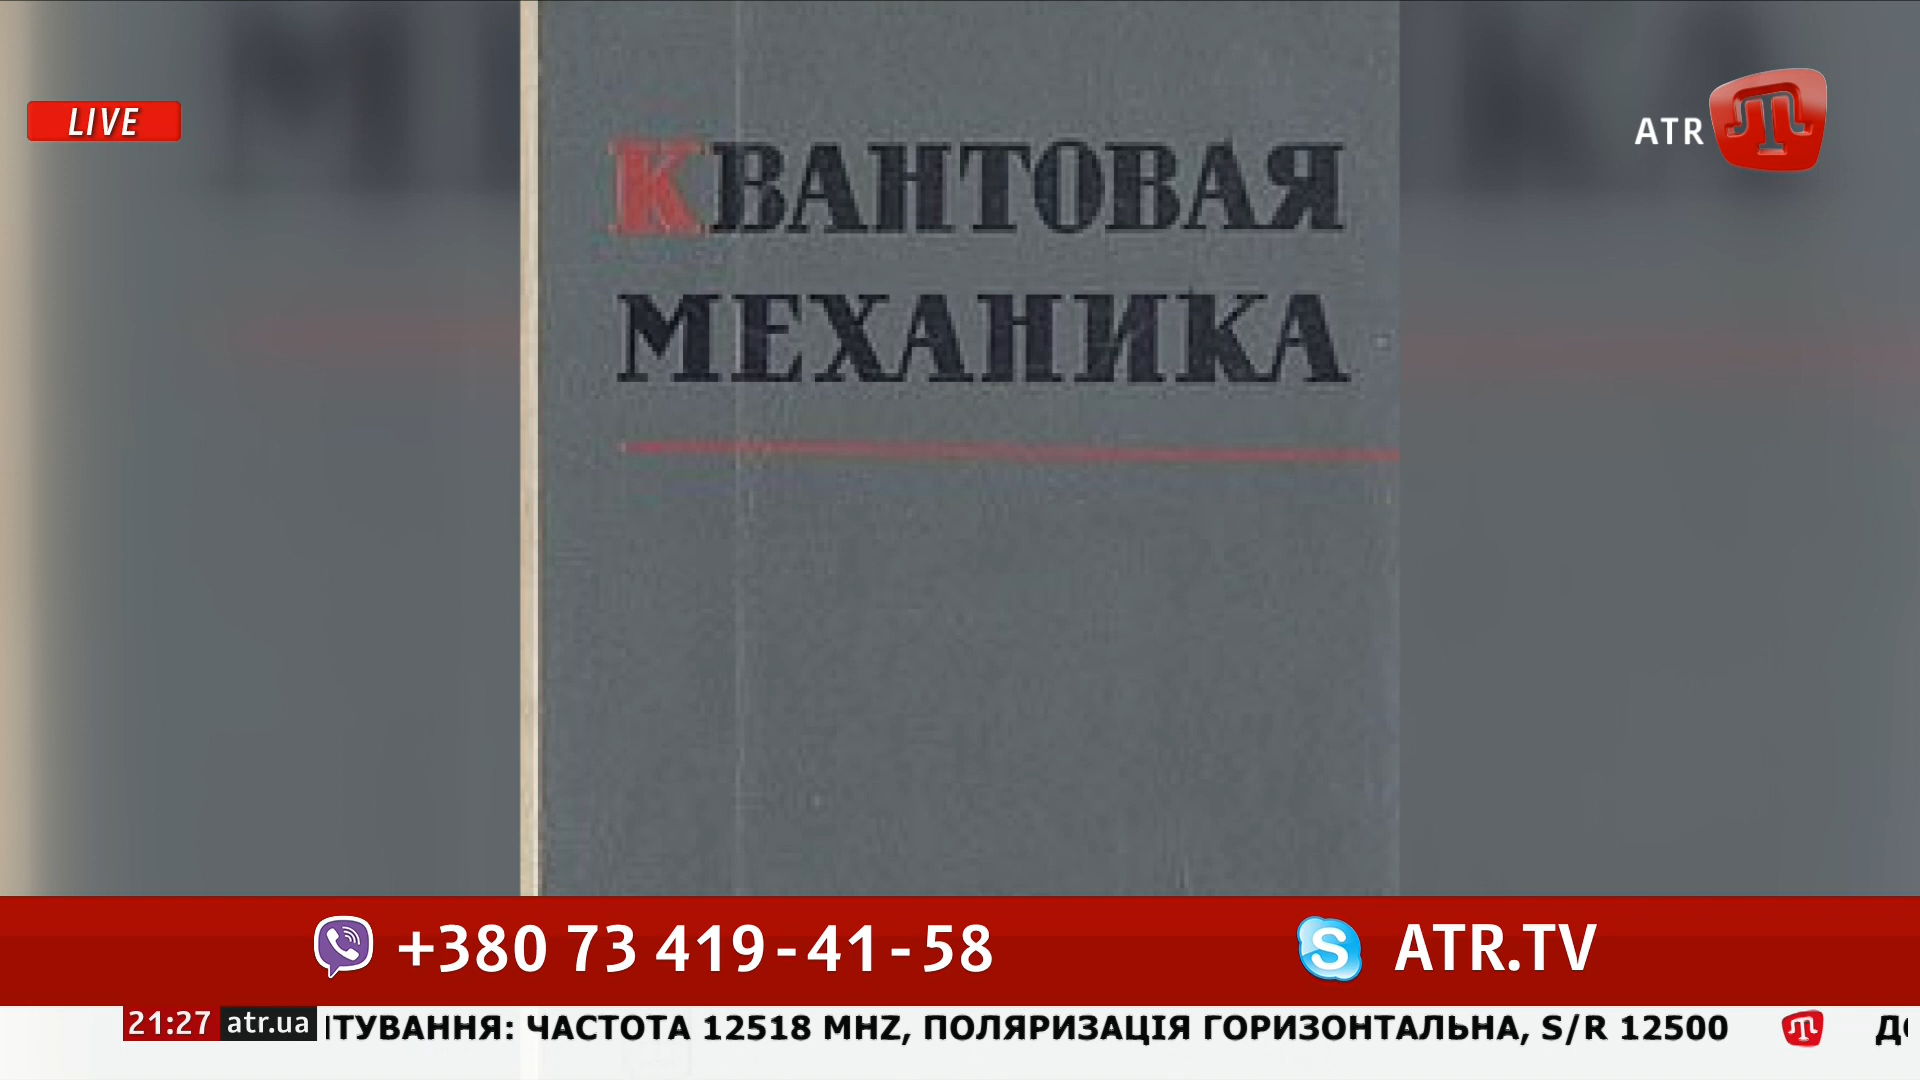 LIVE
ATR
КВАНТОВАЯ
МЕХАНИКА
+380 73 419-41-58
ATR.TV
21:27 atr.ua
ТУВАННЯ: ЧАСТОТА 12518 MHZ, ПОЛЯРИЗАЦІЯ ГОРИЗОНТАЛЬНА, S/R 12500